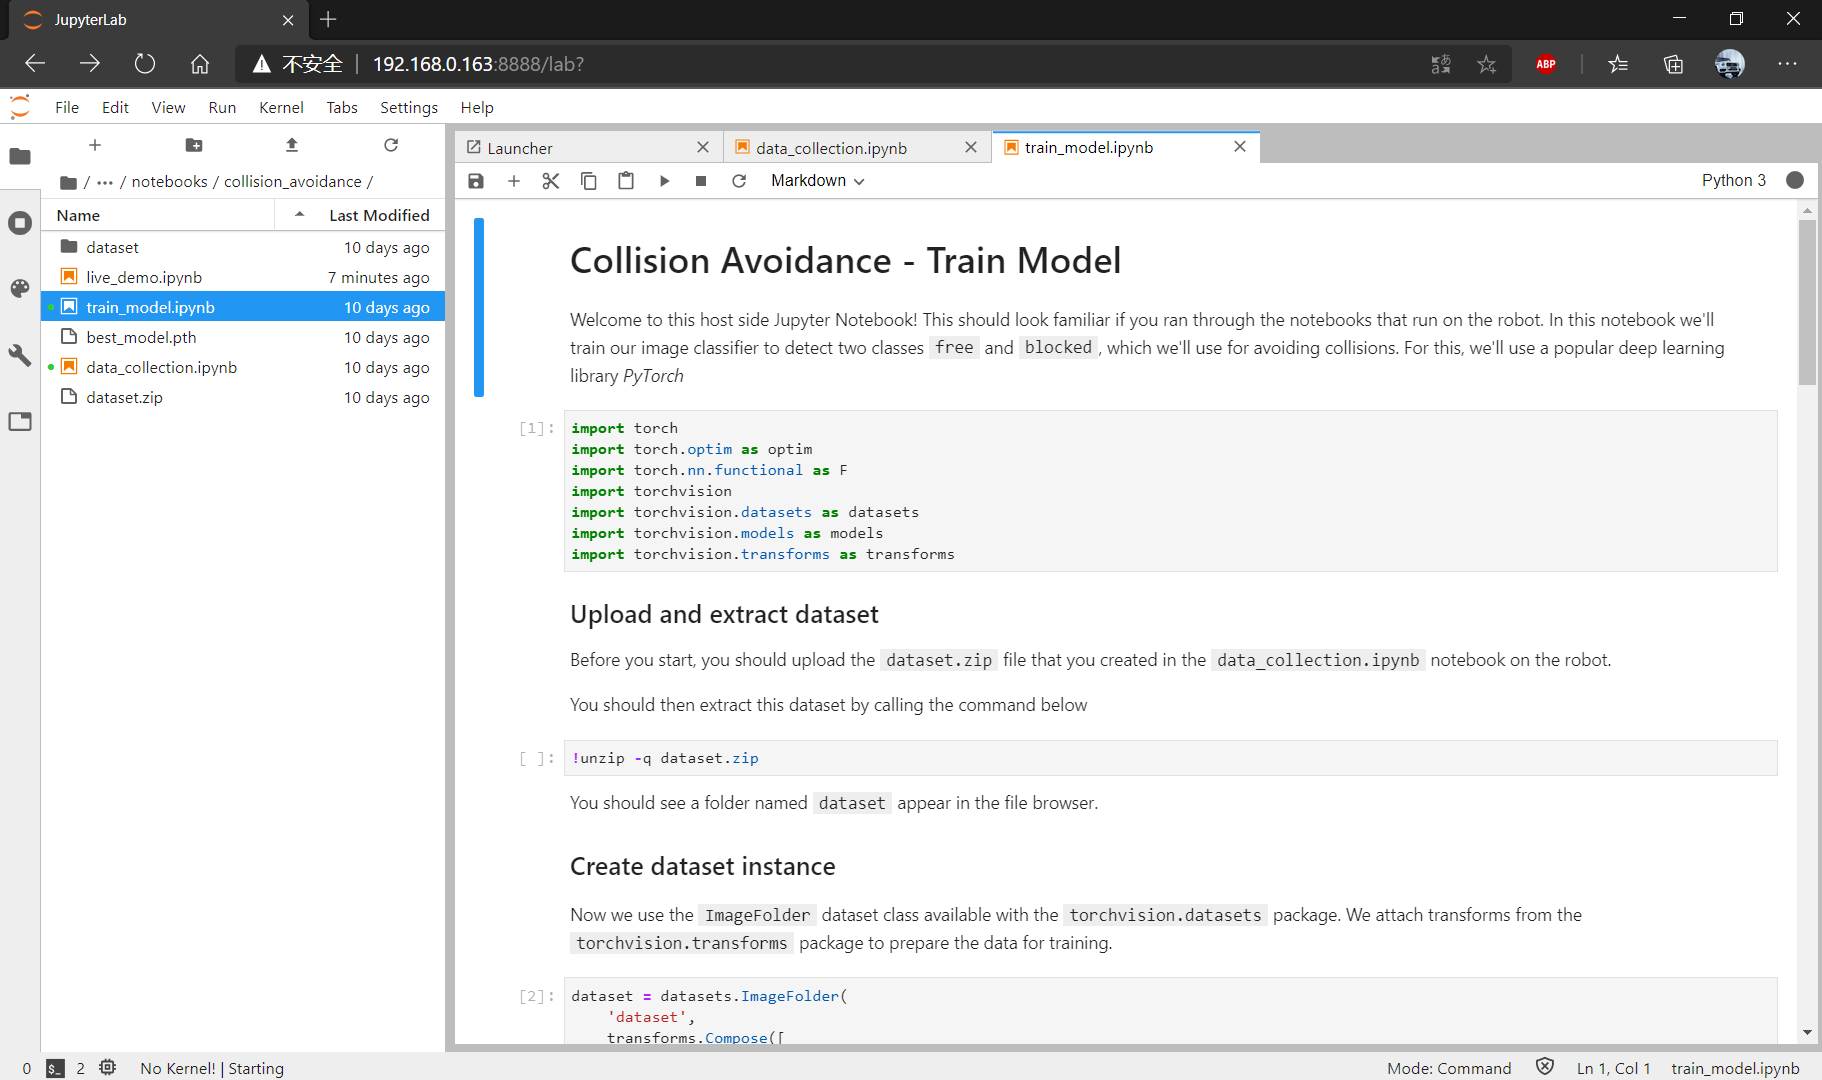 JupyterLab
不安全 192.168.0.163:8888/lab?
ABP
File Edit View Run Kernel Tabs Settings Help
/ ··· / notebooks / collision_avoidance /
Name Last Modified
dataset 10 days ago
live_demo.ipynb 7 minutes ago
train_model.ipynb 10 days ago
best_model.pth 10 days ago
data_collection.ipynb 10 days ago
dataset.zip 10 days ago
Launcher data_collection.ipynb train_model.ipynb
Markdown Python 3
Collision Avoidance - Train Model
Welcome to this host side Jupyter Notebook! This should look familiar if you ran through the notebooks that run on the robot. In this notebook we'll
train our image classifier to detect two classes free and blocked, which we'll use for avoiding collisions. For this, we'll use a popular deep learning
library PyTorch
[1]: import torch
import torch.optim as optim
import torch.nn.functional as F
import torchvision
import torchvision.datasets as datasets
import torchvision.models as models
import torchvision.transforms as transforms
Upload and extract dataset
Before you start, you should upload the dataset.zip file that you created in the data_collection.ipynb notebook on the robot.
You should then extract this dataset by calling the command below
[ ]: !unzip -q dataset.zip
You should see a folder named dataset appear in the file browser.
Create dataset instance
Now we use the ImageFolder dataset class available with the torchvision.datasets package. We attach transforms from the
torchvision.transforms package to prepare the data for training.
[2]: dataset = datasets.ImageFolder(
'dataset',
transforms.Compose([
0 $_ 2 No Kernel! | Starting Mode: Command Ln 1, Col 1 train_model.ipynb